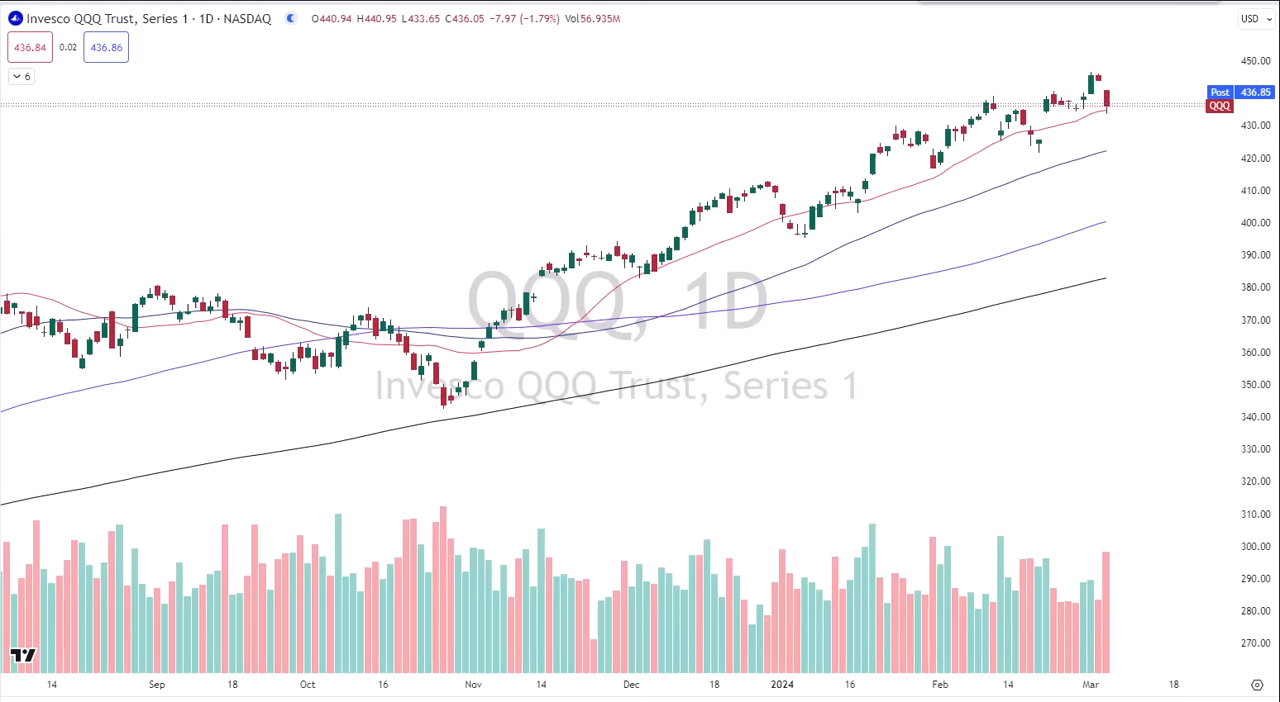 Invesco QQQ Trust, Series 1 · 1D · NASDAQ O440.94 H440.95 L433.65 C436.05 −7.97 (−1.79%) Vol56.935M
USD
436.84 0.02 436.86
6
450.00
Post 436.85
QQQ
430.00
420.00
410.00
400.00
390.00
380.00
370.00
360.00
350.00
340.00
330.00
320.00
310.00
300.00
290.00
280.00
270.00
QQQ, 1D
Invesco QQQ Trust, Series 1
14 Sep 18 Oct 16 Nov 14 Dec 18 2024 16 Feb 14 Mar 18